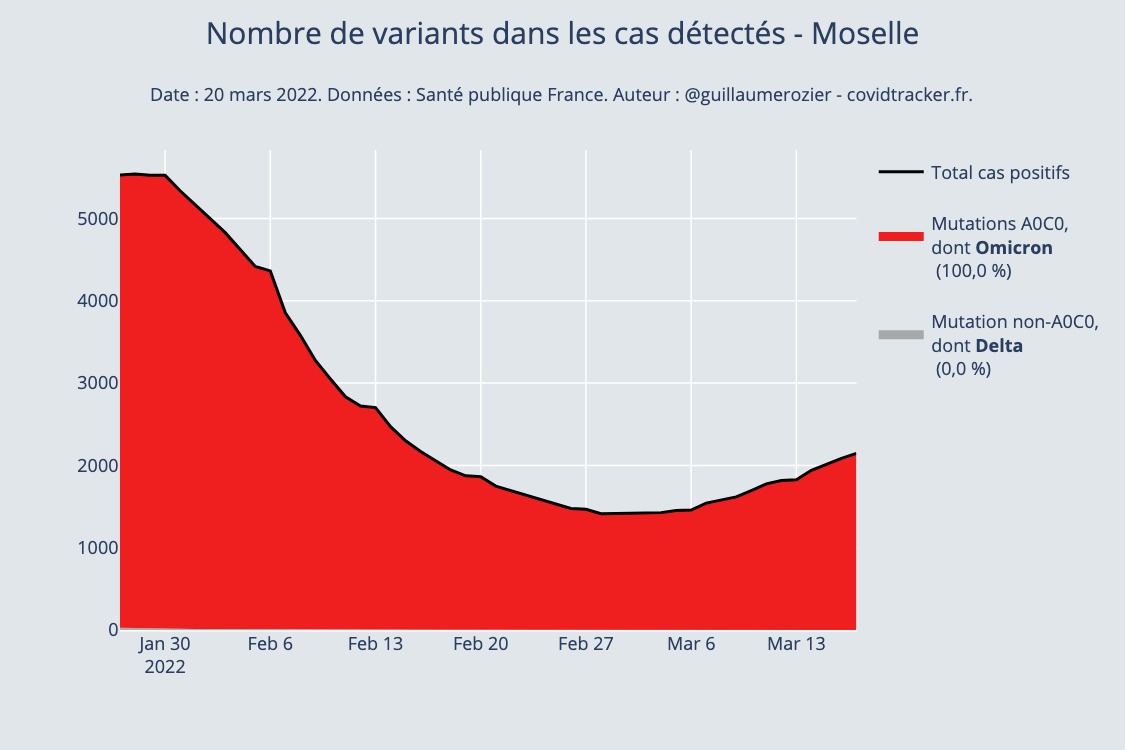 Nombre de variants dans les cas détectés - Moselle
Date : 20 mars 2022. Données : Santé publique France. Auteur : @guillaumerozier - covidtracker.fr.
Total cas positifs
Mutations A0C0,
dont Omicron
(100,0 %)
Mutation non-A0C0,
dont Delta
(0,0 %)
5000
4000
3000
2000
1000
0
Jan 30 Feb 6 Feb 13 Feb 20 Feb 27 Mar 6 Mar 13
2022